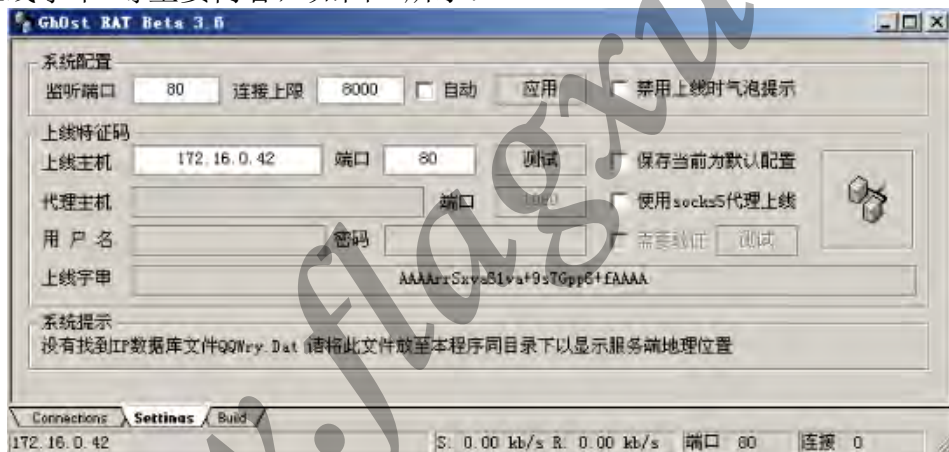 Gh0st RAT Beta 3.6
系统配置
监听端口 80 连接上限 8000 自动 应用 禁用上线时气泡提示
上线特征码
上线主机 172.16.0.42 端口 80 测试 保存当前为默认配置
代理主机 端口 1080 使用socks5代理上线
用 户 名 密码 需要验证 测试
上线字串
系统提示
没有找到IP数据库文件QQWry.Dat 请将此文件放至本程序同目录下以显示服务端地理位置
Connections Settings Build
172.16.0.42 S: 0.00 kb/s R: 0.00 kb/s 端口 80 连接 0